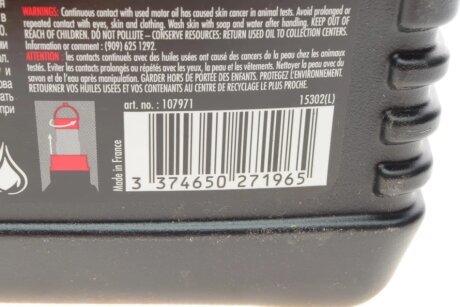 WARNINGS: Continuous contact with used motor oil has caused skin cancer in animal tests. Avoid prolonged or
repeated contact with eyes, skin and clothing. Wash skin with soap and water after handling. KEEP OUT OF
REACH OF CHILDREN. DO NOT POLLUTE – CONSERVE RESOURCES: RETURN USED OIL TO COLLECTION CENTERS.
Information or comment : (909) 625 1292.
ATTENTION les contacts continuels avec des huiles usées ont causé des cancers de la peau chez les animaux
testés. Eviter les contacts prolongés ou répétés avec les yeux, la peau et les vêtements. Nettoyer la peau avec du
savon et de l'eau après manipulation. GARDER HORS DE PORTÉE DES ENFANTS. PROTÉGEZ L'ENVIRONNEMENT.
RETOURNER VOS HUILES USÉES ET VOS CONTENANTS AU CENTRE DE RECYCLAGE LE PLUS PROCHE.
art. no. : 107971 15302(L)
Made in France
3 374650 271965